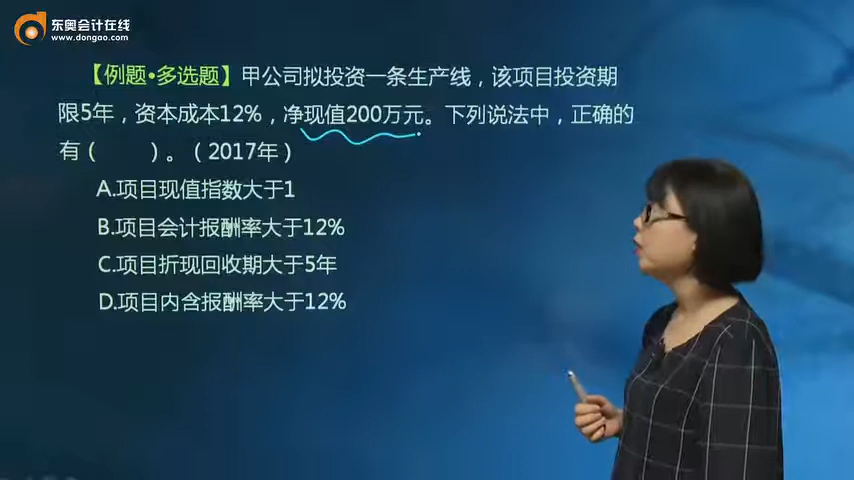 东奥会计在线
www.dongao.com
【例题•多选题】甲公司拟投资一条生产线，该项目投资期
限5年，资本成本12%，净现值200万元。下列说法中，正确的
有（　　）。（2017年）
A.项目现值指数大于1
B.项目会计报酬率大于12%
C.项目折现回收期大于5年
D.项目内含报酬率大于12%